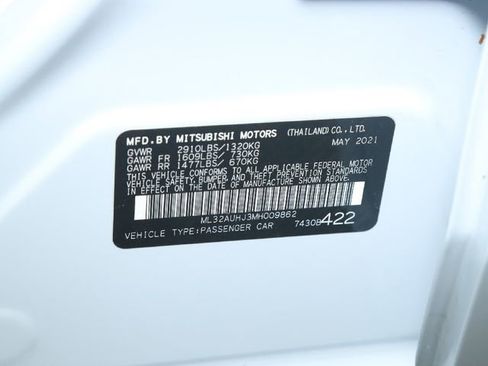 MFD.BY MITSUBISHI MOTORS (THAILAND) CO., LTD.
GVWR 2910LBS/1320KG MAY 2021
GAWR FR 1609LBS/ 730KG
GAWR RR 1477LBS/ 670KG
THIS VEHICLE CONFORMS TO ALL APPLICABLE FEDERAL MOTOR
VEHICLE SAFETY, BUMPER AND THEFT PREVENTION STANDARDS
IN EFFECT ON THE DATE OF MANUFACTURE SHOWN ABOVE.
ML32AUHJ3MH009862
VEHICLE TYPE:PASSENGER CAR 7430B422